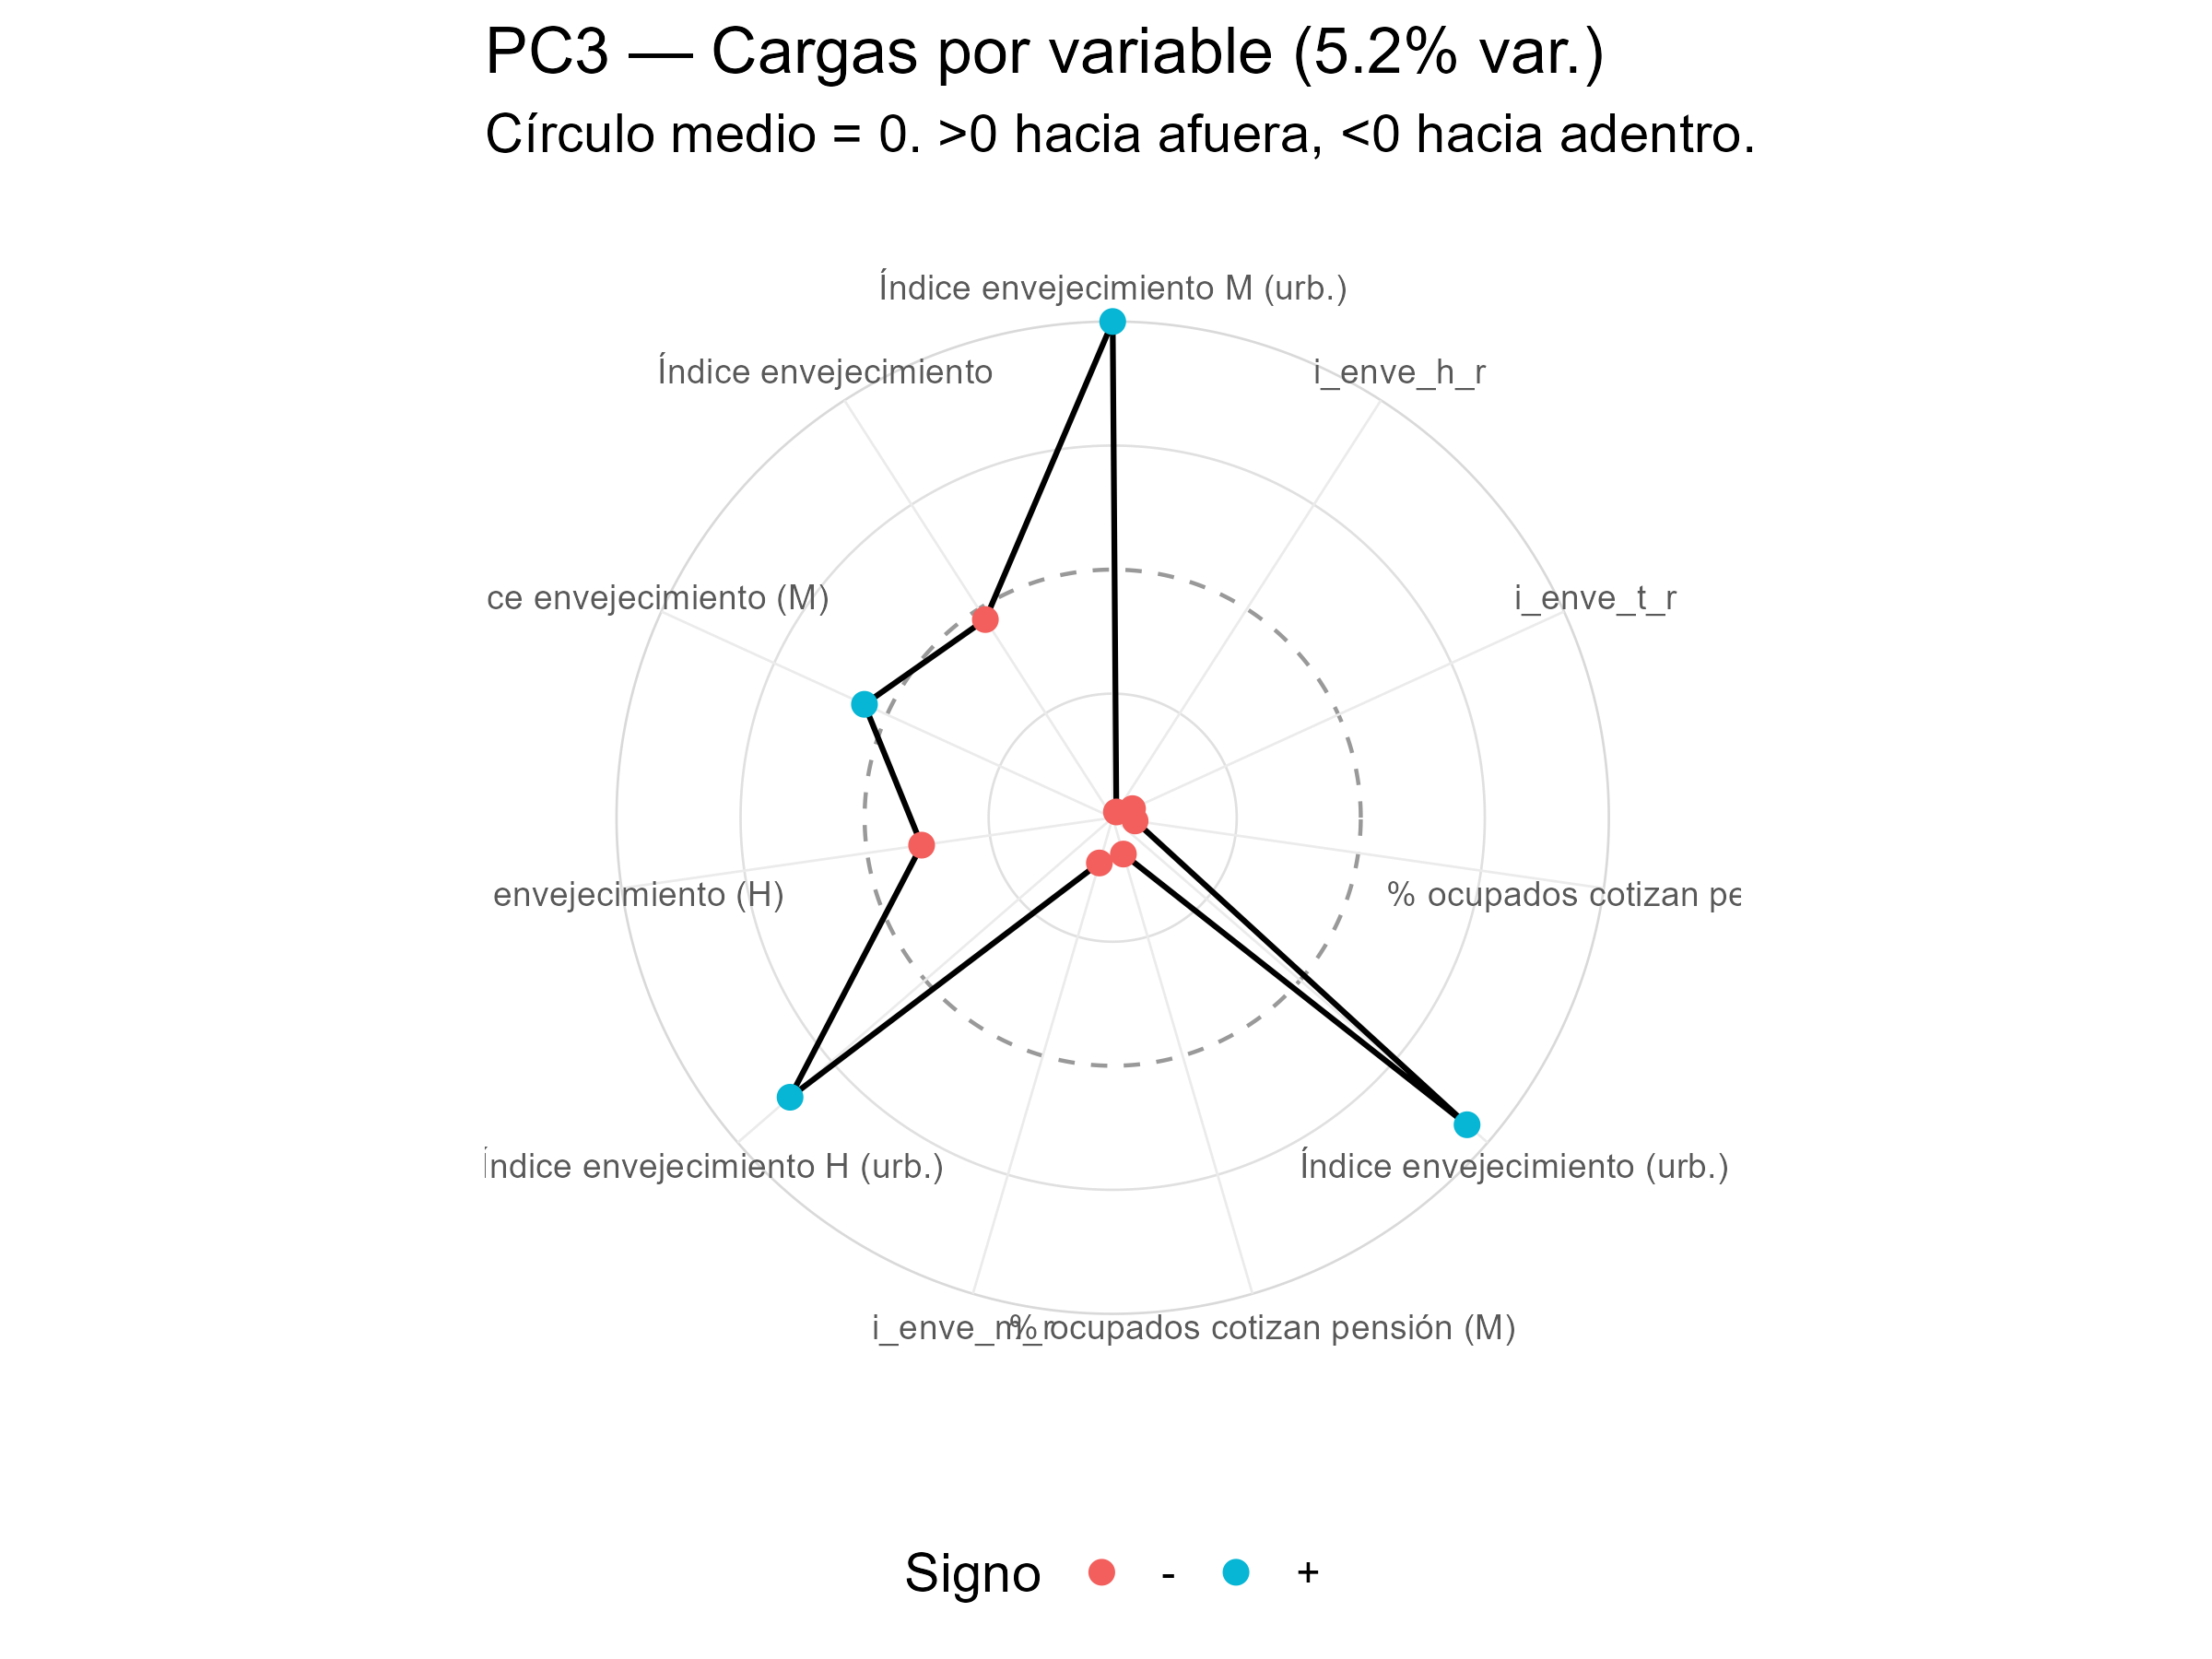 PC3 — Cargas por variable (5.2% var.)
Círculo medio = 0. >0 hacia afuera, <0 hacia adentro.
Índice envejecimiento M (urb.)
Índice envejecimiento
i_enve_h_r
ce envejecimiento (M)
i_enve_t_r
envejecimiento (H)
% ocupados cotizan pe
Índice envejecimiento H (urb.)
Índice envejecimiento (urb.)
i_enve_m_r
% ocupados cotizan pensión (M)
Signo - +